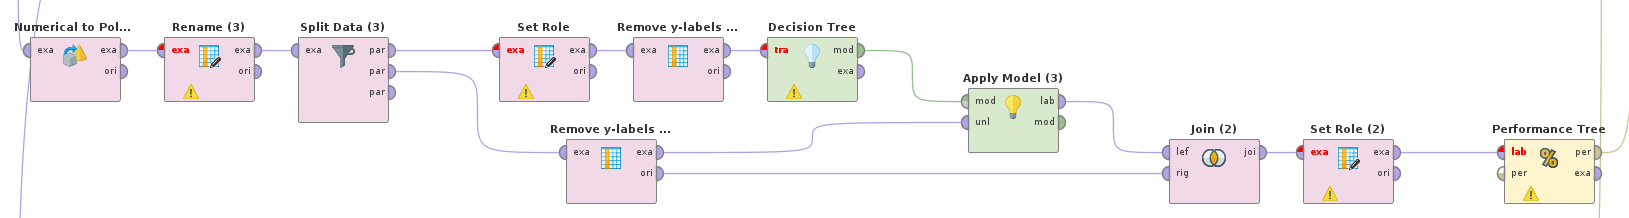 Numerical to Pol...
exa
exa
ori
Rename (3)
exa
exa
ori
Split Data (3)
exa
par
par
par
Set Role
exa
exa
ori
Remove y-labels ...
exa
exa
ori
Decision Tree
tra
mod
exa
Remove y-labels ...
exa
exa
ori
Apply Model (3)
mod
lab
unl
mod
Join (2)
lef
joi
rig
Set Role (2)
exa
exa
ori
Performance Tree
lab
per
per
exa
%